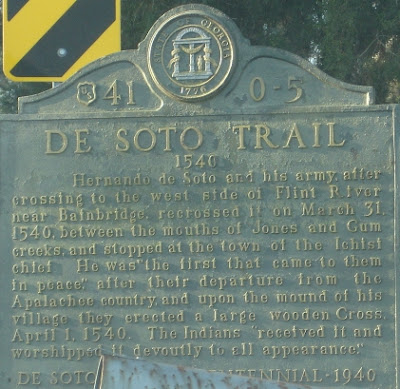 STATE OF GEORGIA
1776
41 0-5
DE SOTO TRAIL
1540
Hernando de Soto and his army, after
crossing to the west side of Flint River
near Bainbridge, recrossed it on March 31,
1540, between the mouths of Jones and Gum
creeks, and stopped at the town of the Ichisi
chief. He was "the first that came to them
in peace," after their departure from the
Apalachee country, and upon the mound of his
village they erected a large wooden Cross,
April 1, 1540. The Indians "received it and
worshipped it devoutly to all appearance."
DE SOTO CENTENNIAL - 1940